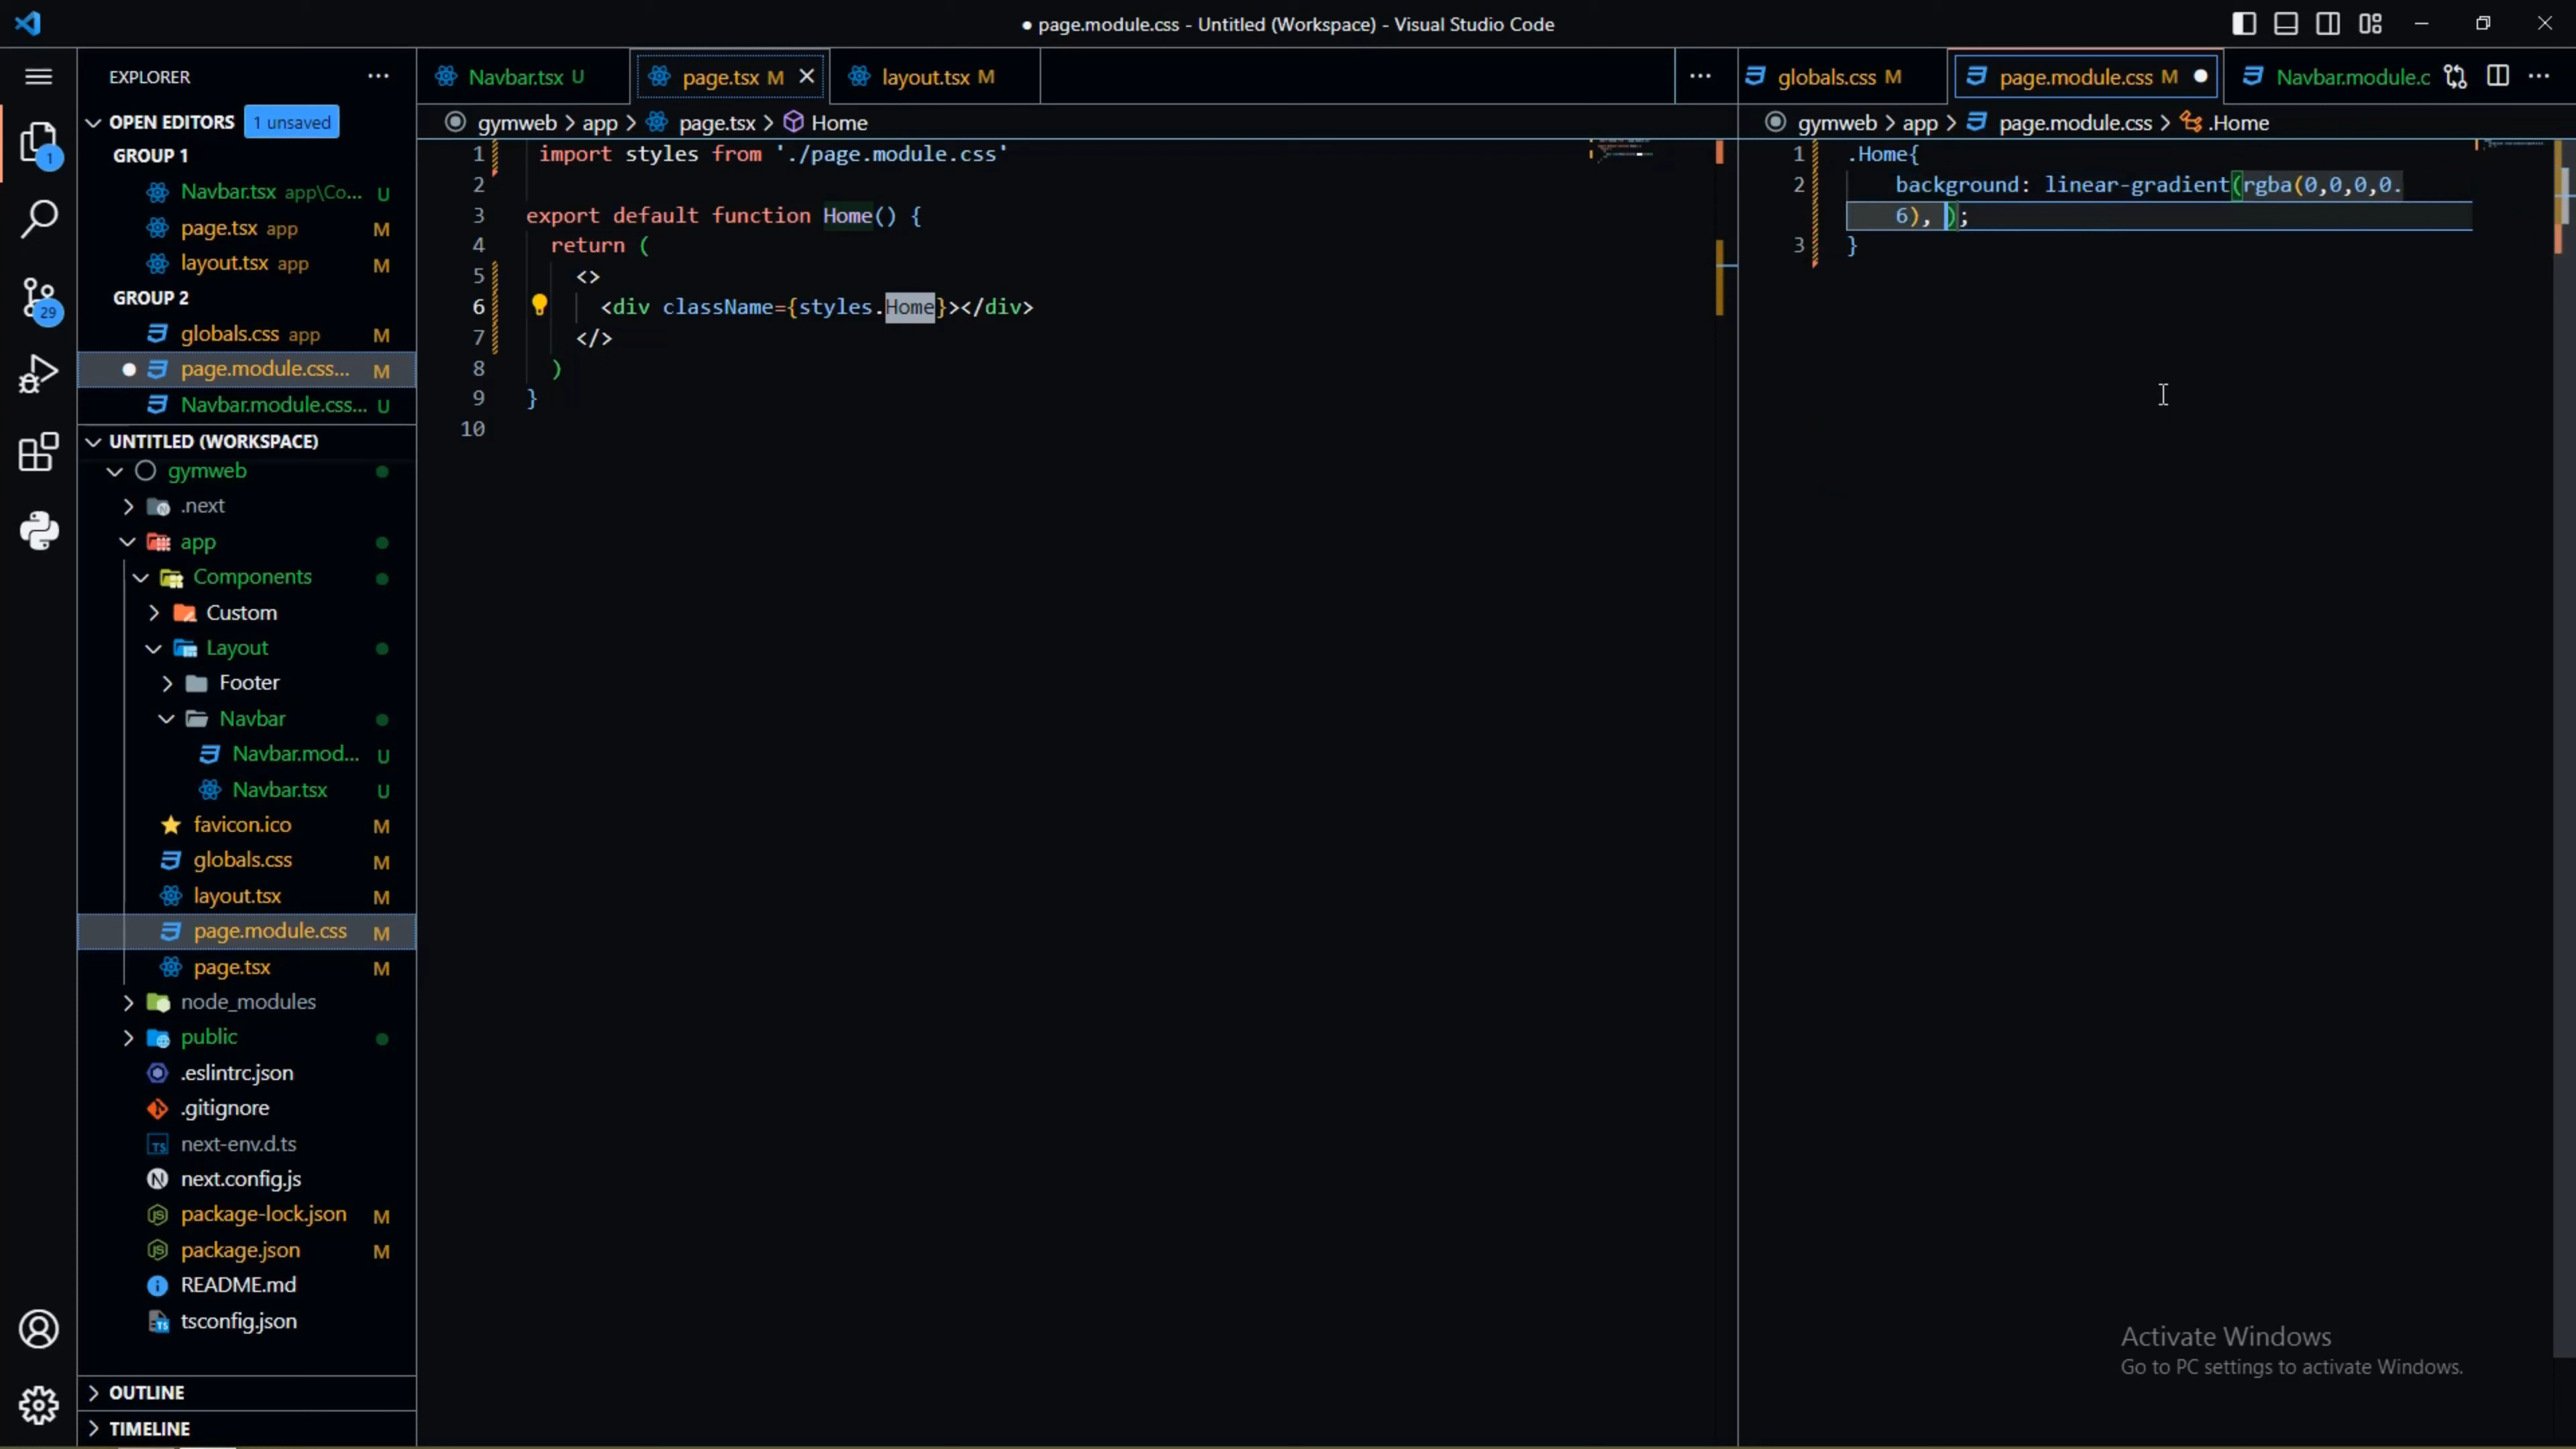 ● page.module.css - Untitled (Workspace) - Visual Studio Code
EXPLORER
OPEN EDITORS 1 unsaved
GROUP 1
Navbar.tsx app\Co... U
page.tsx app M
layout.tsx app M
GROUP 2
globals.css app M
page.module.css... M
Navbar.module.css... U
UNTITLED (WORKSPACE)
gymweb
.next
app
Components
Custom
Layout
Footer
Navbar
Navbar.mod... U
Navbar.tsx U
favicon.ico M
globals.css M
layout.tsx M
page.module.css M
page.tsx M
node_modules
public
.eslintrc.json
.gitignore
next-env.d.ts
next.config.js
package-lock.json M
package.json M
README.md
tsconfig.json
OUTLINE
TIMELINE
1
29
Navbar.tsx U page.tsx M layout.tsx M
gymweb > app > page.tsx > Home
1 import styles from './page.module.css'
2
3 export default function Home() {
4 return (
5 <>
6 <div className={styles.Home}></div>
7 </>
8 )
9 }
10
globals.css M page.module.css M Navbar.module.c
gymweb > app > page.module.css > .Home
1 .Home{
2 background: linear-gradient(rgba(0,0,0,0.
6), );
3 }
Activate Windows
Go to PC settings to activate Windows.